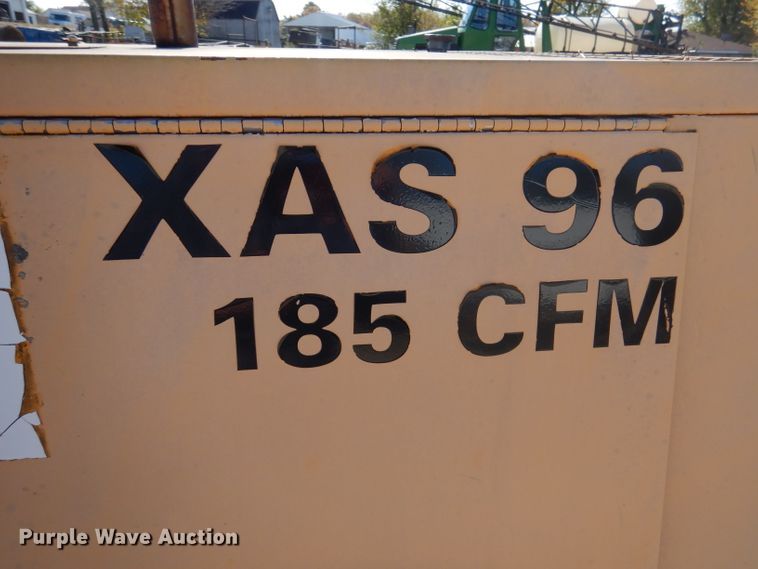 XAS 96
185 CFM
Purple Wave Auction